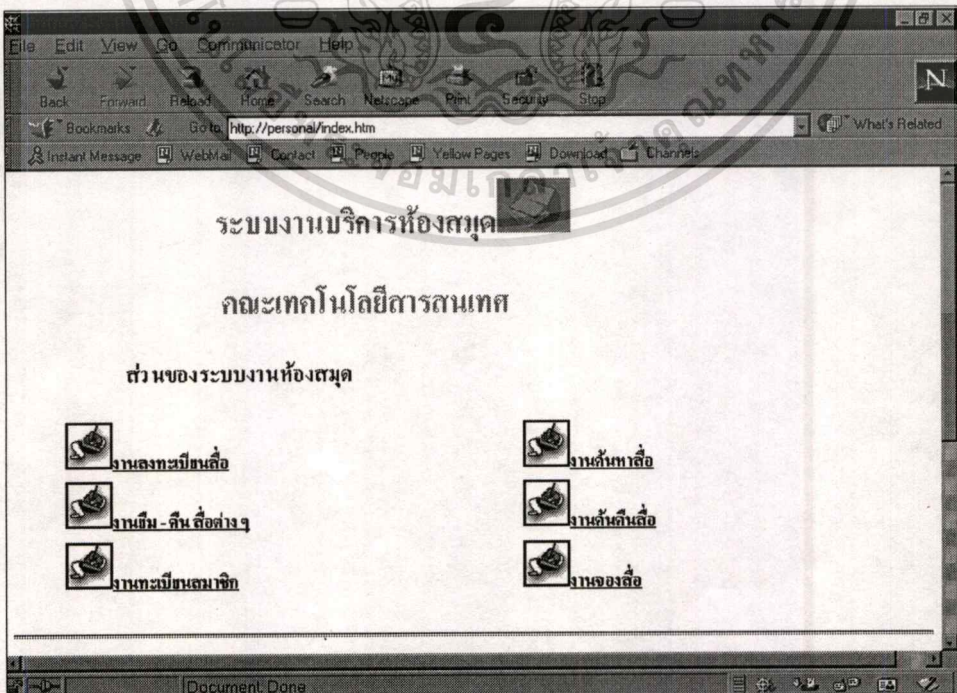 File Edit View Go Communicator Help
Back Forward Reload Home Search Netscape Print Security Stop
Bookmarks Go to: http://personal/index.htm What's Related
Instant Message WebMail Contact People Yellow Pages Download Channels
ระบบงานบริการห้องสมุด
คณะเทคโนโลยีสารสนเทศ
ส่วนของระบบงานห้องสมุด
งานลงทะเบียนสื่อ งานค้นหาสื่อ
งานยืม - คืน สื่อต่าง ๆ งานค้นคืนสื่อ
งานทะเบียนสมาชิก งานจองสื่อ
Document: Done